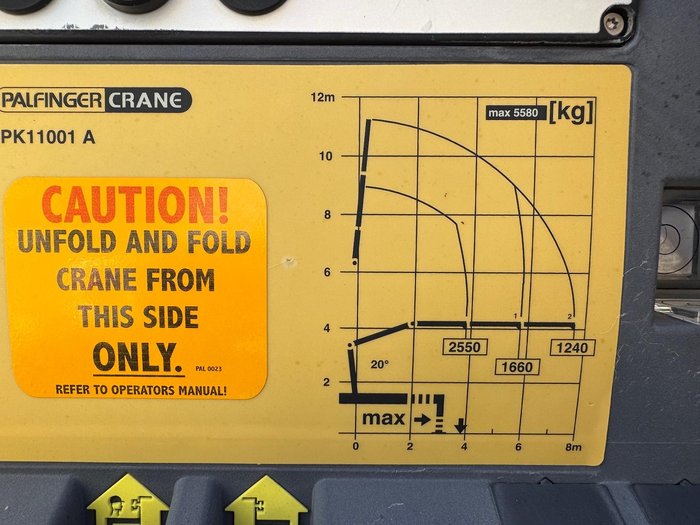 PALFINGER CRANE
PK11001 A
CAUTION!
UNFOLD AND FOLD
CRANE FROM
THIS SIDE
ONLY.
PAL 0023
REFER TO OPERATORS MANUAL!
12m
max 5580 [kg]
10
8
6
4
2
1
2
2550
1660
1240
20°
max
0
2
4
6
8m